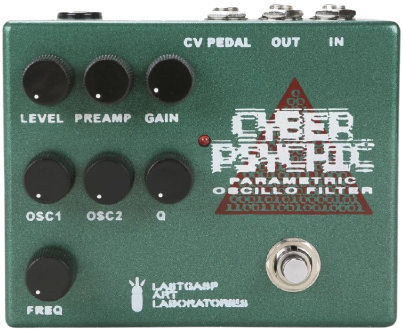 CV PEDAL OUT IN
LEVEL PREAMP GAIN
CYBER
PSYCHIC
PARAMETRIC
OSCILLO FILTER
OSC1 OSC2 Q
FREQ
LASTGASP
ART
LABORATORIES